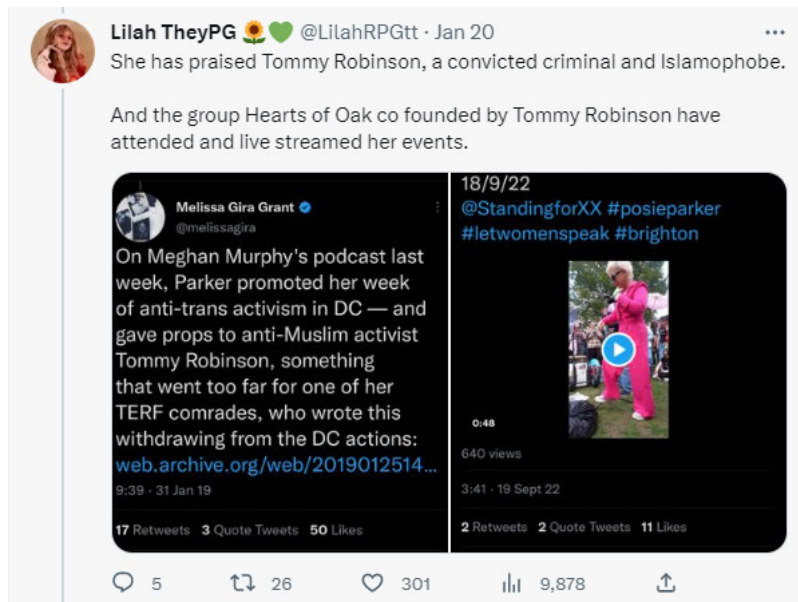 Lilah TheyPG 🌻💚 @LilahRPGtt · Jan 20
She has praised Tommy Robinson, a convicted criminal and Islamophobe.
And the group Hearts of Oak co founded by Tommy Robinson have
attended and live streamed her events.
Melissa Gira Grant
@melissagira
On Meghan Murphy's podcast last
week, Parker promoted her week
of anti-trans activism in DC — and
gave props to anti-Muslim activist
Tommy Robinson, something
that went too far for one of her
TERF comrades, who wrote this
withdrawing from the DC actions:
web.archive.org/web/2019012514...
9:39 · 31 Jan 19
17 Retweets 3 Quote Tweets 50 Likes
18/9/22
@StandingforXX #posieparker
#letwomenspeak #brighton
0:48
640 views
3:41 · 19 Sept 22
2 Retweets 2 Quote Tweets 11 Likes
5 26 301 9,878